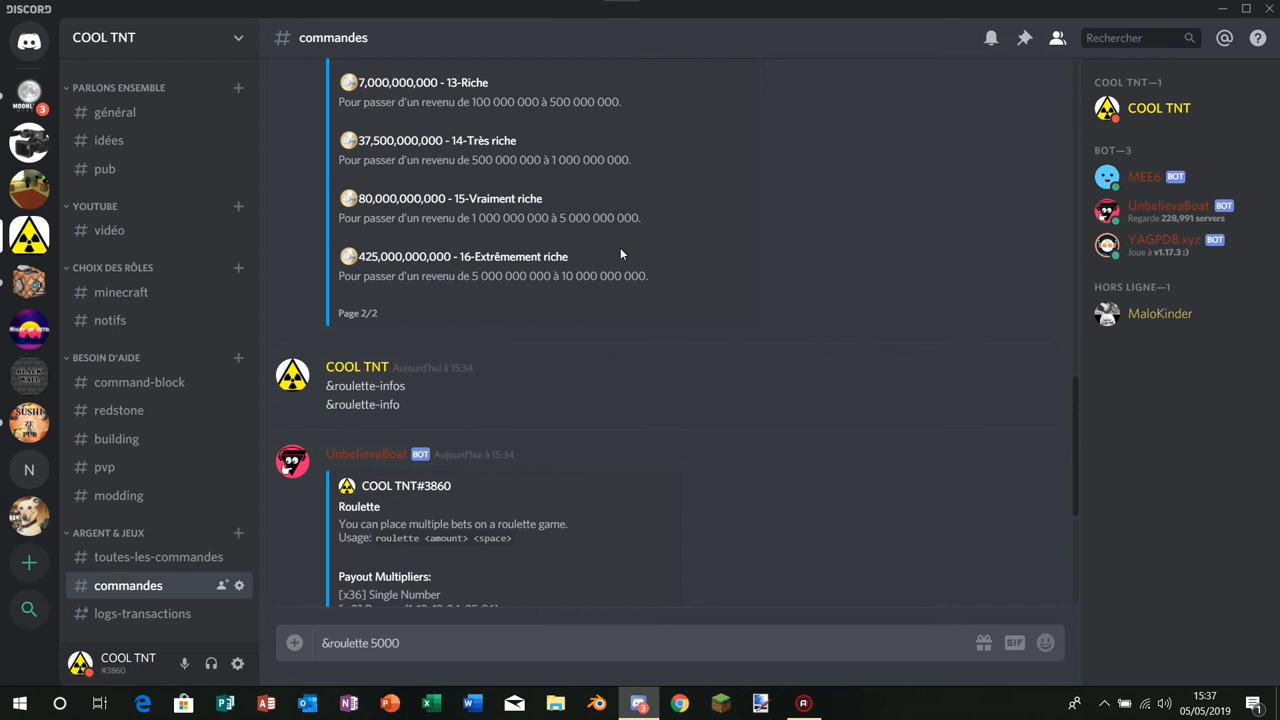 DISCORD
COOL TNT
# commandes
Rechercher
PARLONS ENSEMBLE
# général
# idées
# pub
YOUTUBE
# vidéo
CHOIX DES RÔLES
# minecraft
# notifs
BESOIN D'AIDE
# command-block
# redstone
# building
# pvp
# modding
ARGENT & JEUX
# toutes-les-commandes
# commandes
# logs-transactions
COOL TNT
#3860
MOONL'
3
BLACK
WALL
SUSHI
ZE
PUB
N
7,000,000,000 - 13-Riche
Pour passer d'un revenu de 100 000 000 à 500 000 000.
37,500,000,000 - 14-Très riche
Pour passer d'un revenu de 500 000 000 à 1 000 000 000.
80,000,000,000 - 15-Vraiment riche
Pour passer d'un revenu de 1 000 000 000 à 5 000 000 000.
425,000,000,000 - 16-Extrêmement riche
Pour passer d'un revenu de 5 000 000 000 à 10 000 000 000.
Page 2/2
COOL TNT Aujourd'hui à 15:34
&roulette-infos
&roulette-info
UnbelievaBoat BOT Aujourd'hui à 15:34
COOL TNT#3860
Roulette
You can place multiple bets on a roulette game.
Usage: roulette <amount> <space>
Payout Multipliers:
[x36] Single Number
&roulette 5000
GIF
COOL TNT—1
COOL TNT
BOT—3
MEE6 BOT
UnbelievaBoat BOT
Regarde 228,991 servers
YAGPDB.xyz BOT
Joue à v1.17.3 :)
HORS LIGNE—1
MaloKinder
3
15:37
05/05/2019